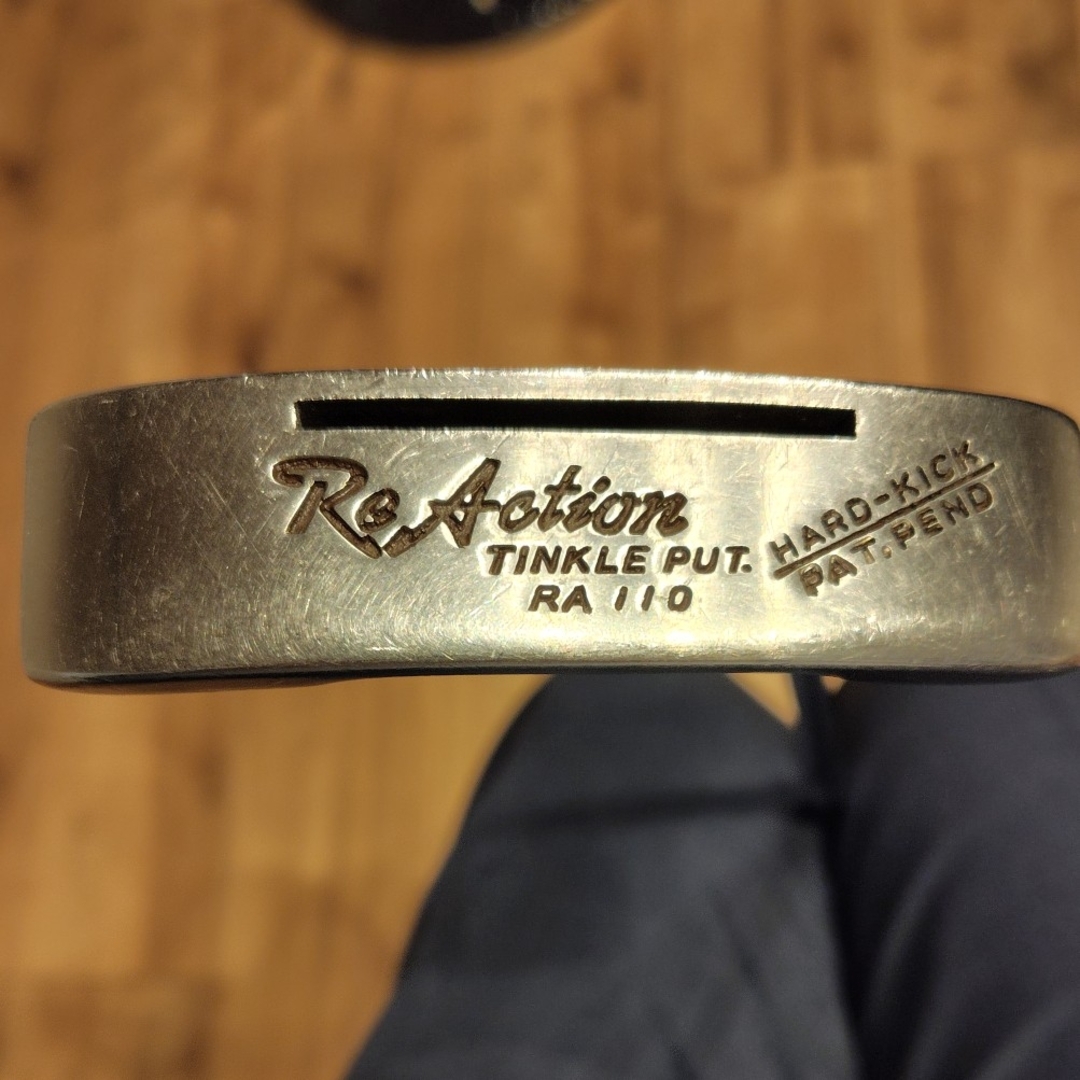 ReAction
TINKLE PUT.
RA 110
HARD-KICK
PAT. PEND